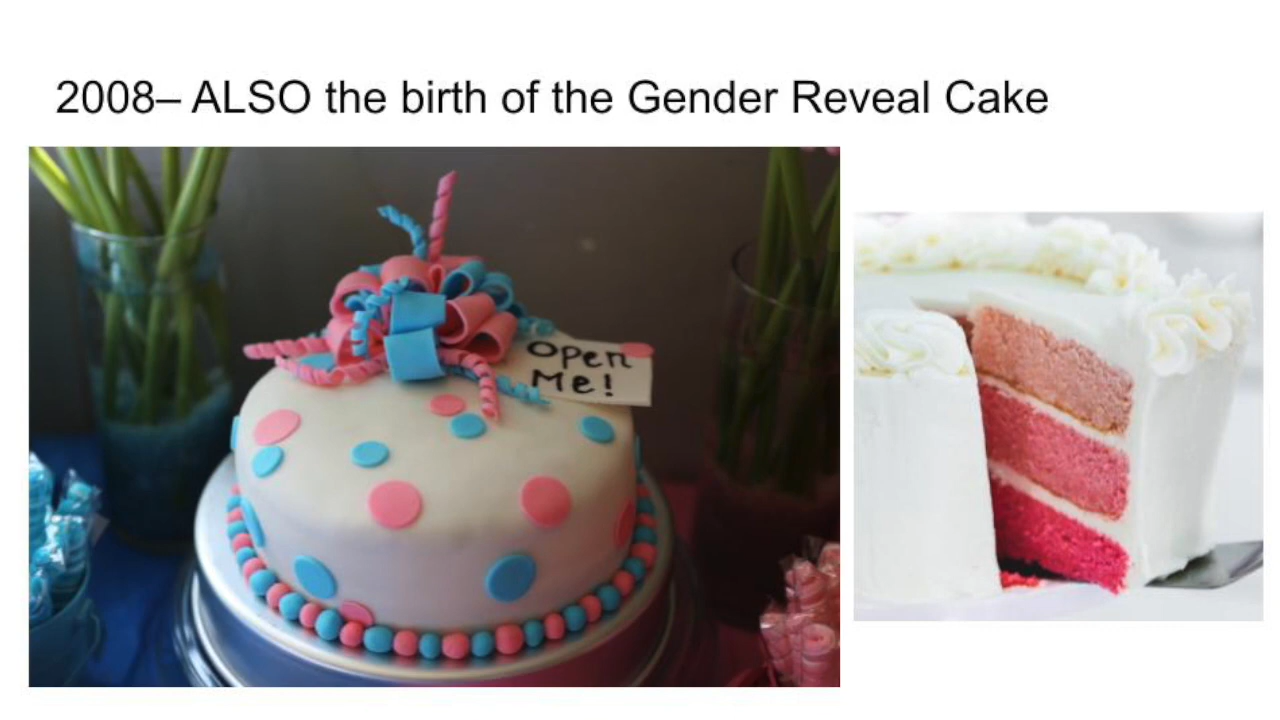 2008– ALSO the birth of the Gender Reveal Cake
Open
Me!